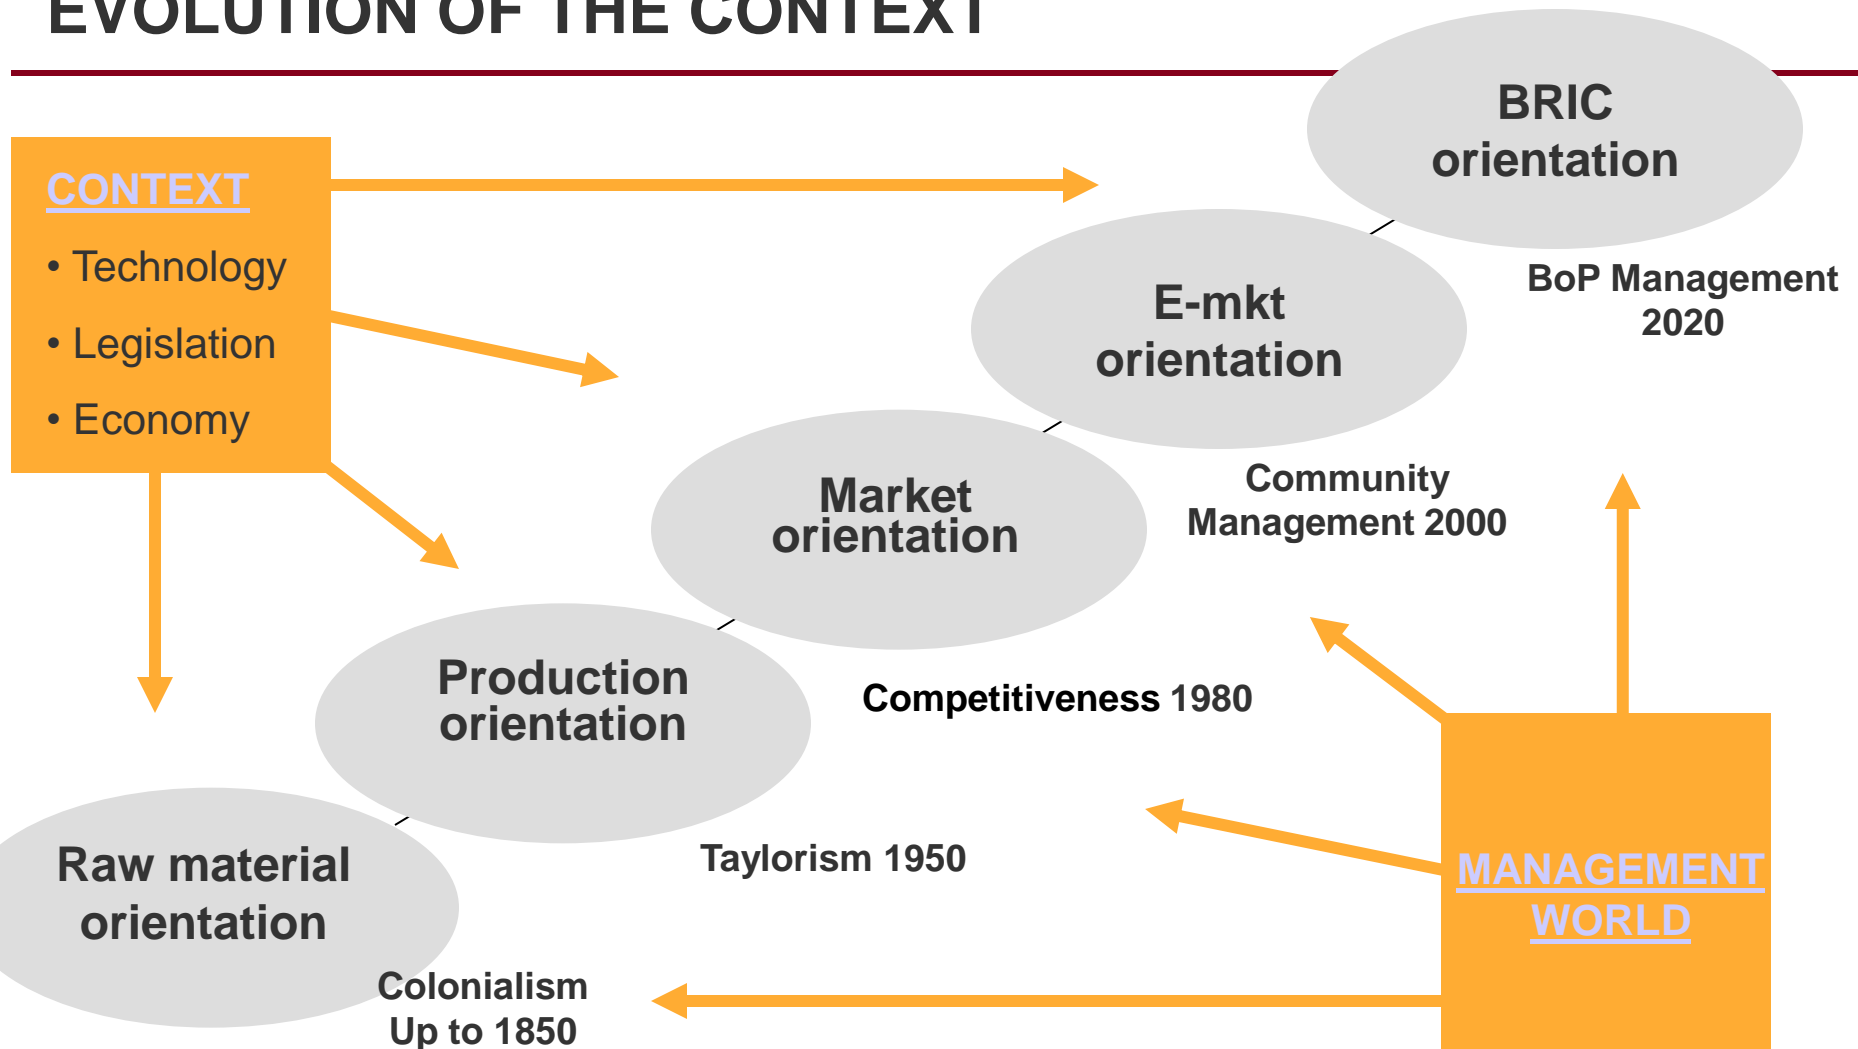 EVOLUTION OF THE CONTEXT
BRIC
orientation
CONTEXT
• Technology
• Legislation
• Economy
BoP Management
2020
E-mkt
orientation
Market
orientation
Community
Management 2000
Production
orientation
Competitiveness 1980
Raw material
orientation
Taylorism 1950
MANAGEMENT
WORLD
Colonialism
Up to 1850